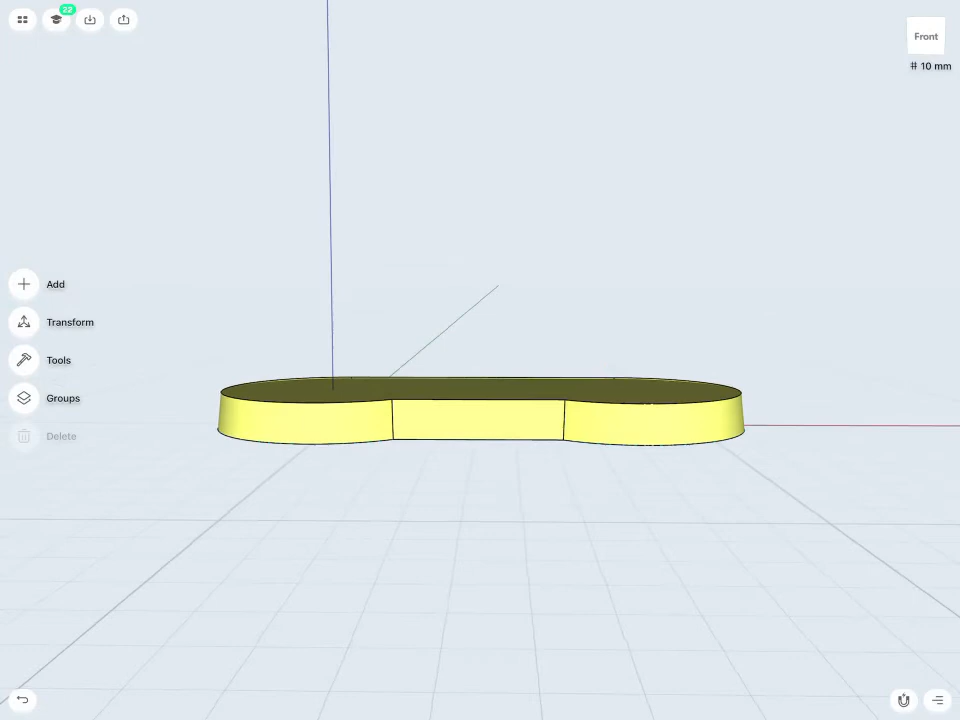 22
Front
# 10 mm
Add
Transform
Tools
Groups
Delete